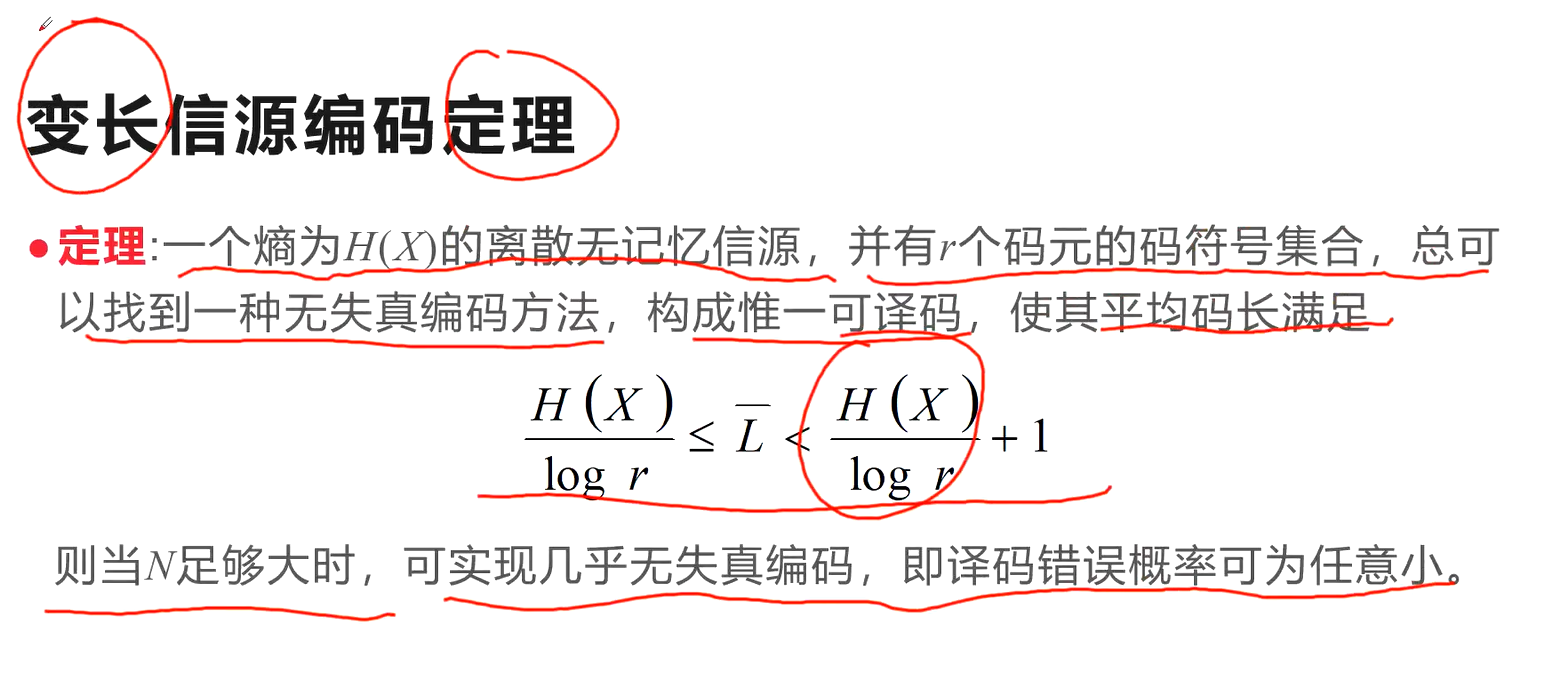 变长信源编码定理
●定理:一个熵为H(X)的离散无记忆信源，并有r个码元的码符号集合，总可
以找到一种无失真编码方法，构成惟一可译码，使其平均码长满足
H(X)/log r ≤ L̅ < H(X)/log r + 1
则当N足够大时，可实现几乎无失真编码，即译码错误概率可为任意小。